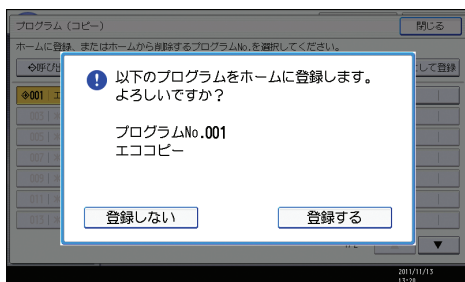 プログラム（コピー）
閉じる
ホームに登録、またはホームから削除するプログラムNo.を選択してください。
呼び出
して登録
001
以下のプログラムをホームに登録します。
よろしいですか？
プログラムNo.001
エココピー
登録しない
登録する
▼
2011/11/13
13:20